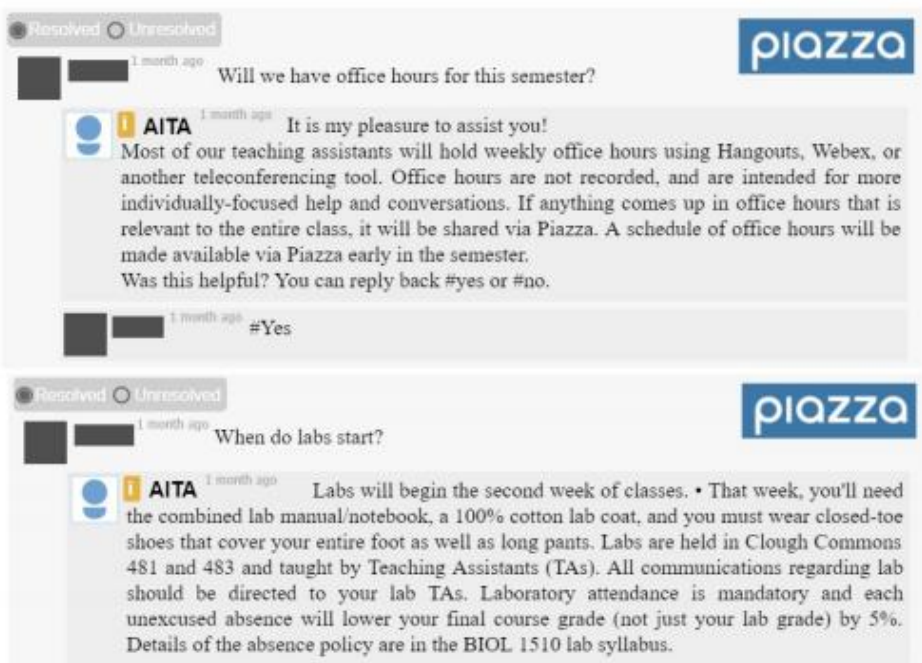 Resolved Unresolved
piazza
1 month ago
Will we have office hours for this semester?
i AITA 1 month ago It is my pleasure to assist you!
Most of our teaching assistants will hold weekly office hours using Hangouts, Webex, or
another teleconferencing tool. Office hours are not recorded, and are intended for more
individually-focused help and conversations. If anything comes up in office hours that is
relevant to the entire class, it will be shared via Piazza. A schedule of office hours will be
made available via Piazza early in the semester.
Was this helpful? You can reply back #yes or #no.
1 month ago #Yes
Resolved Unresolved
piazza
1 month ago
When do labs start?
i AITA 1 month ago Labs will begin the second week of classes. • That week, you'll need
the combined lab manual/notebook, a 100% cotton lab coat, and you must wear closed-toe
shoes that cover your entire foot as well as long pants. Labs are held in Clough Commons
481 and 483 and taught by Teaching Assistants (TAs). All communications regarding lab
should be directed to your lab TAs. Laboratory attendance is mandatory and each
unexcused absence will lower your final course grade (not just your lab grade) by 5%.
Details of the absence policy are in the BIOL 1510 lab syllabus.